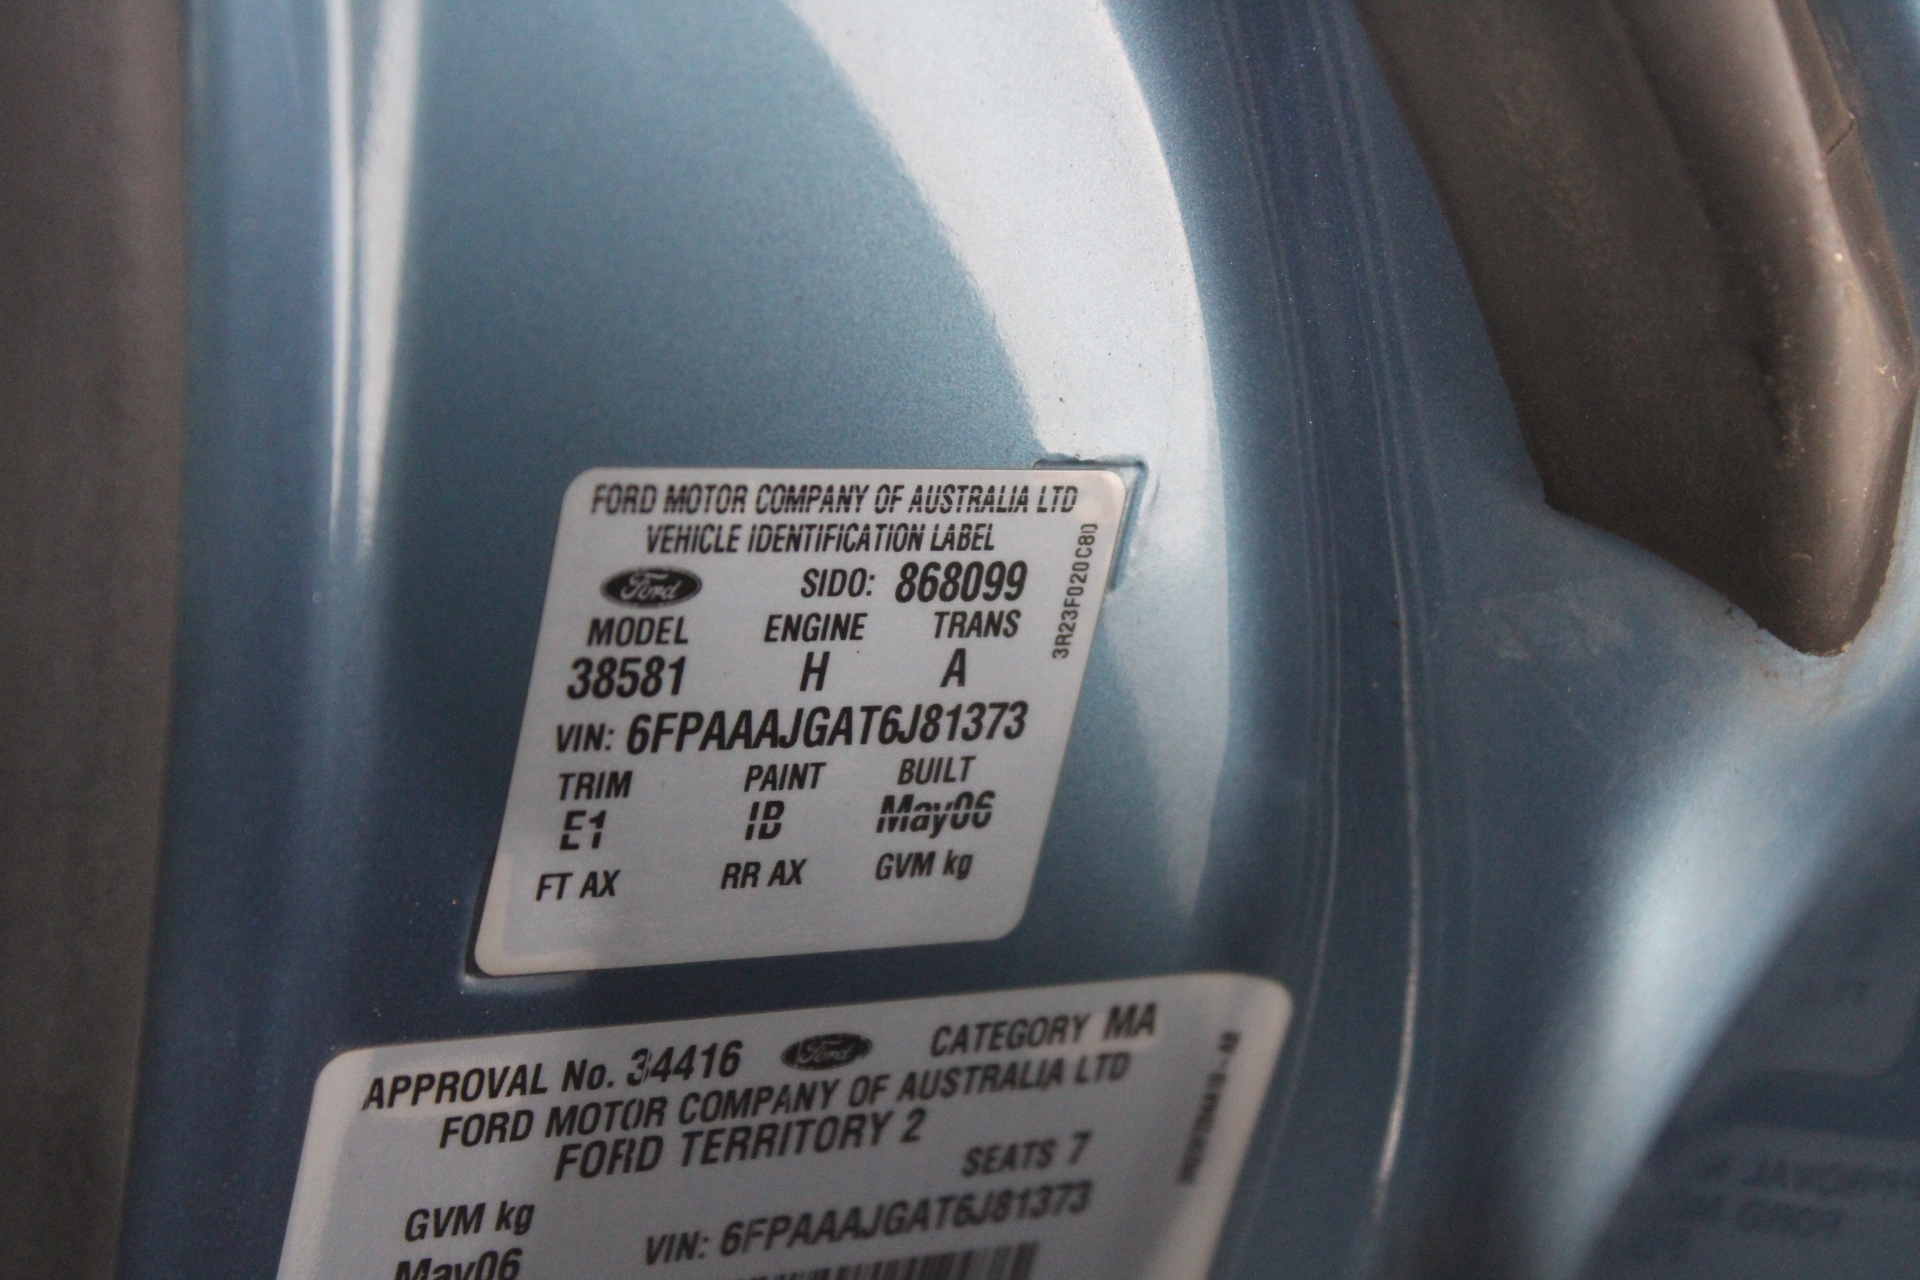 FORD MOTOR COMPANY OF AUSTRALIA LTD
VEHICLE IDENTIFICATION LABEL
Ford SIDO: 868099
MODEL ENGINE TRANS
38581 H A
VIN: 6FPAAAJGAT6J81373
TRIM PAINT BUILT
E1 IB May06
FT AX RR AX GVM kg
3R23F020C80
APPROVAL No. 34416 Ford CATEGORY MA
FORD MOTOR COMPANY OF AUSTRALIA LTD
FORD TERRITORY 2
SEATS 7
GVM kg
May06 VIN: 6FPAAAJGAT6J81373